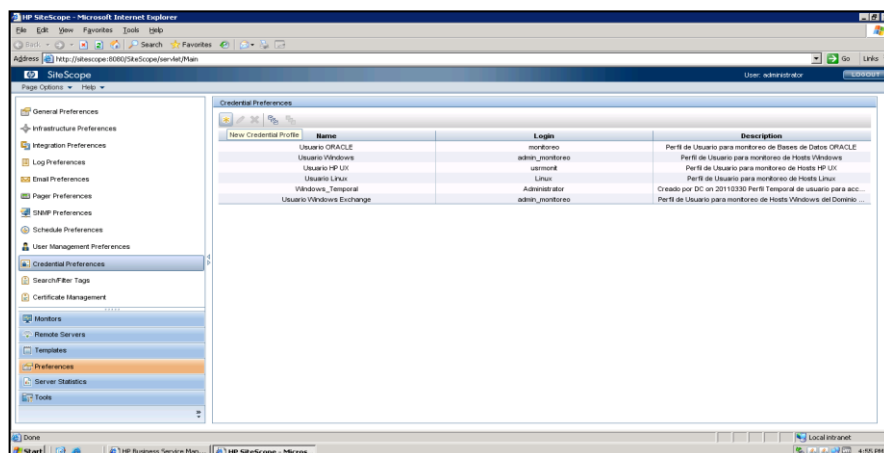 HP SiteScope - Microsoft Internet Explorer
File Edit View Favorites Tools Help
Back Search Favorites
Address http://sitescope:8080/SiteScope/servlet/Main Go Links
SiteScope User: administrator LOGOUT
Page Options Help
General Preferences
Infrastructure Preferences
Integration Preferences
Log Preferences
Email Preferences
Pager Preferences
SNMP Preferences
Schedule Preferences
User Management Preferences
Credential Preferences
Search/Filter Tags
Certificate Management
Monitors
Remote Servers
Templates
Preferences
Server Statistics
Tools
Credential Preferences
New Credential Profile
Name Login Description
Usuario ORACLE monitoreo Perfil de Usuario para monitoreo de Bases de Datos ORACLE
Usuario Windows admin_monitoreo Perfil de Usuario para monitoreo de Hosts Windows
Usuario HP UX usrmonit Perfil de Usuario para monitoreo de Hosts HP UX
Usuario Linux Linux Perfil de Usuario para monitoreo de Hosts Linux
Windows_Temporal Administrator Creado por DC on 20110330 Perfil Temporal de usuario para acc...
Usuario Windows Exchange admin_monitoreo Perfil de Usuario para monitoreo de Hosts Windows del Dominio ...
Done Local intranet
Start HP Business Service Man... HP SiteScope - Micros... 4:55 PM